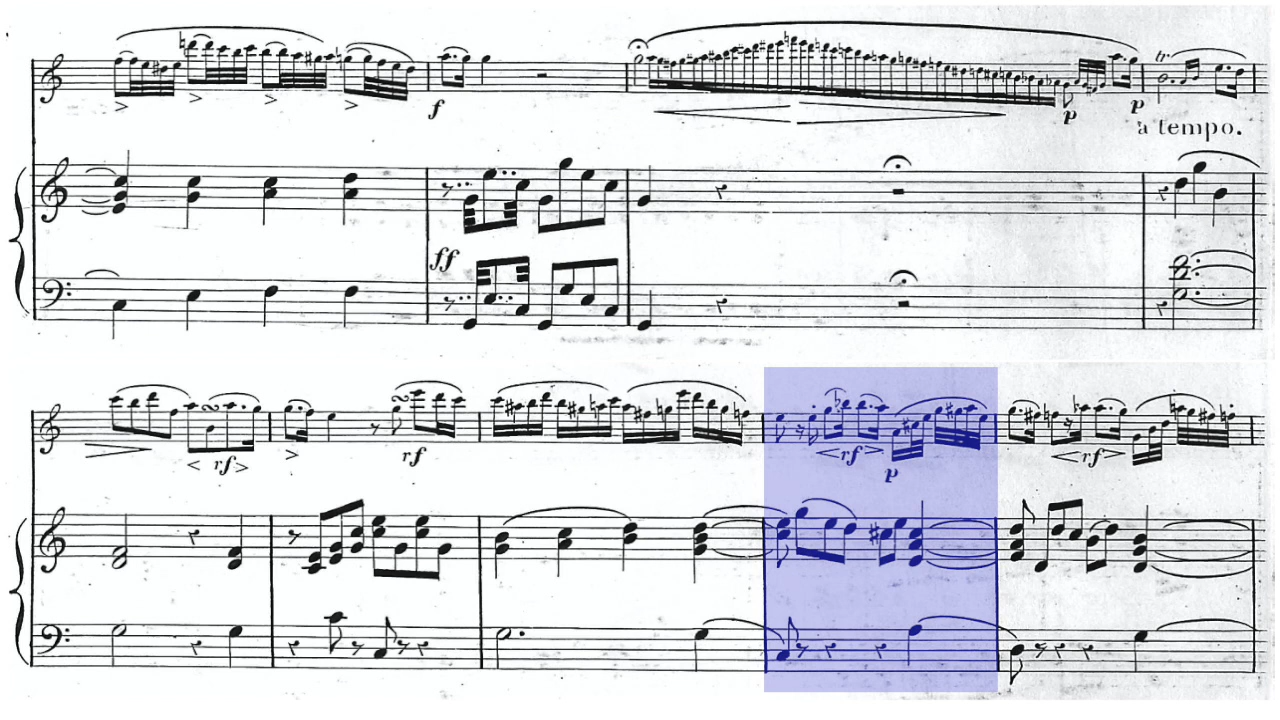 f p p
a tempo.
ff
rf rf rf rf
p